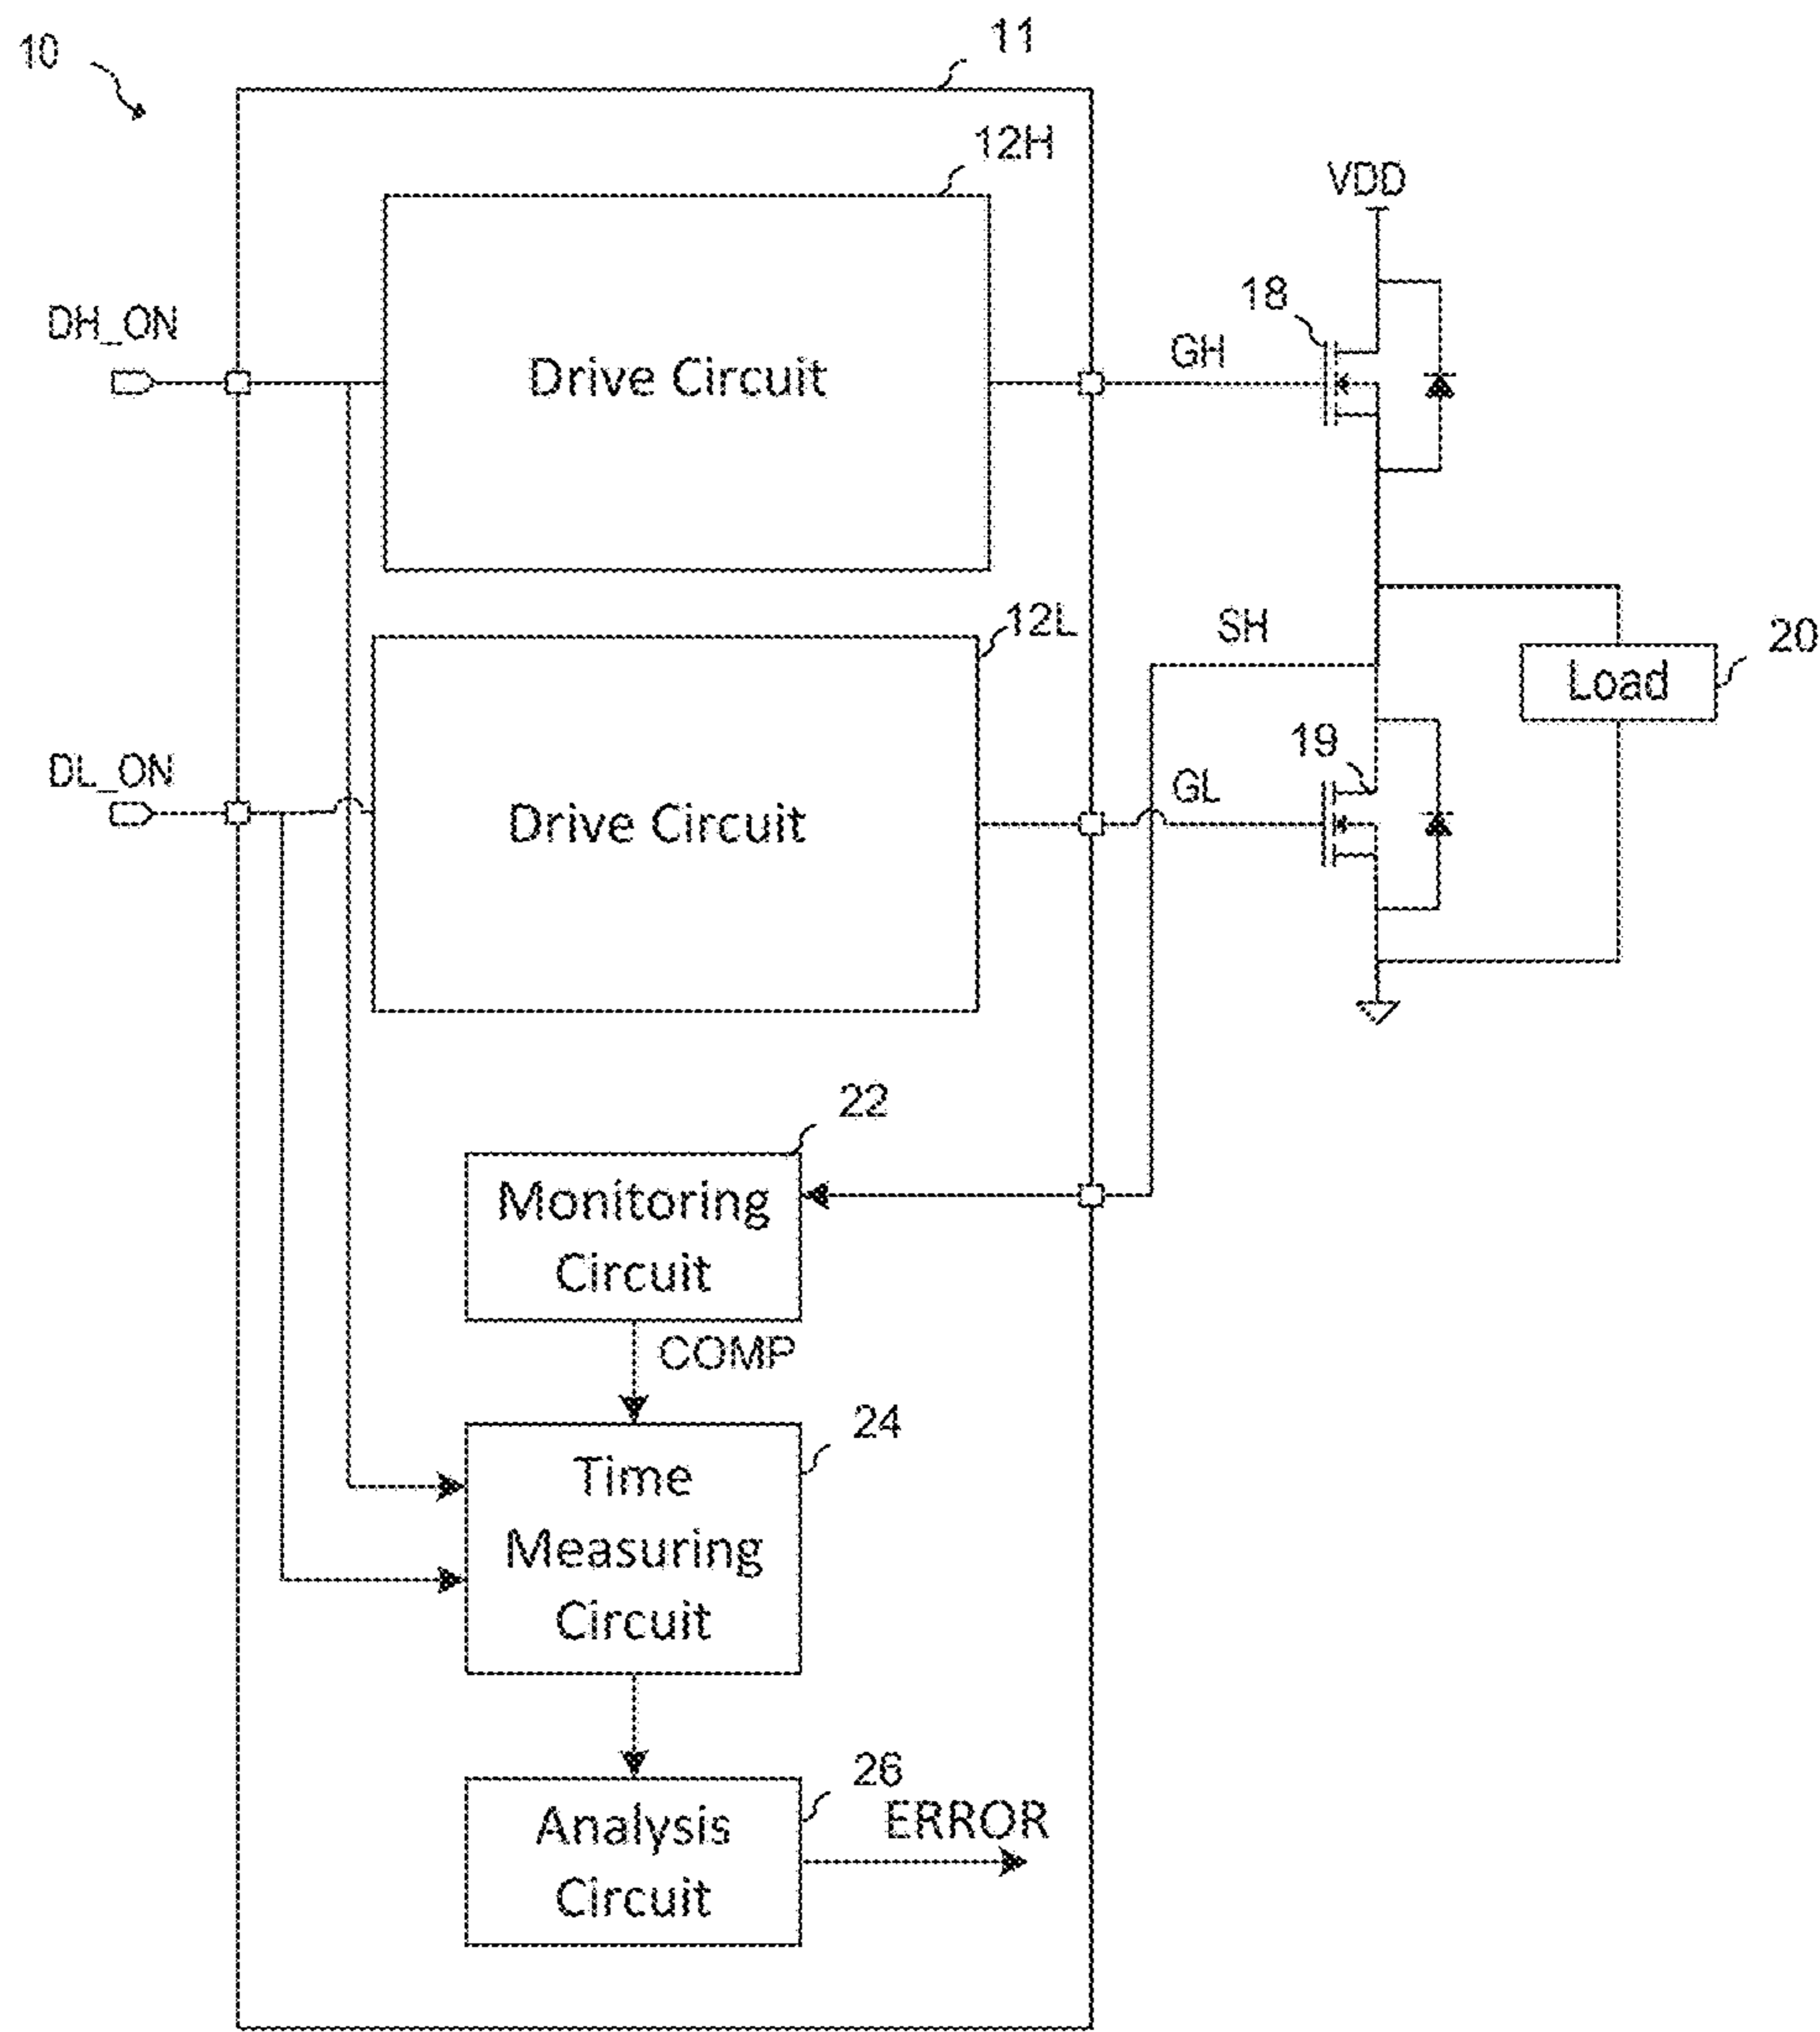 10
11
12H
VDD
DH_ON
Drive Circuit
GH
18
12L
SH
Load
20
DL_ON
Drive Circuit
GL
19
22
Monitoring
Circuit
COMP
24
Time
Measuring
Circuit
26
Analysis
Circuit
ERROR